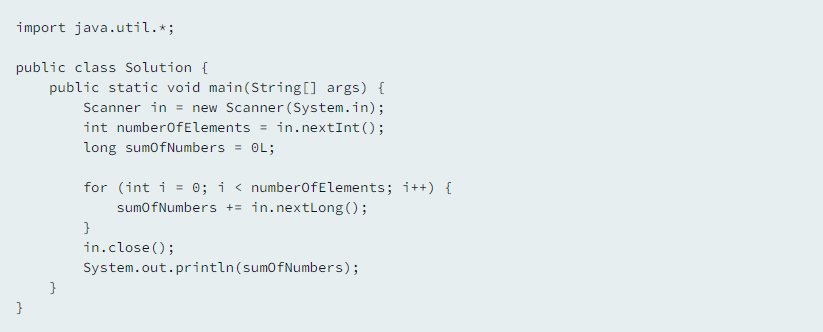 import java.util.*;

public class Solution {
    public static void main(String[] args) {
        Scanner in = new Scanner(System.in);
        int numberOfElements = in.nextInt();
        long sumOfNumbers = 0L;

        for (int i = 0; i < numberOfElements; i++) {
            sumOfNumbers += in.nextLong();
        }
        in.close();
        System.out.println(sumOfNumbers);
    }
}